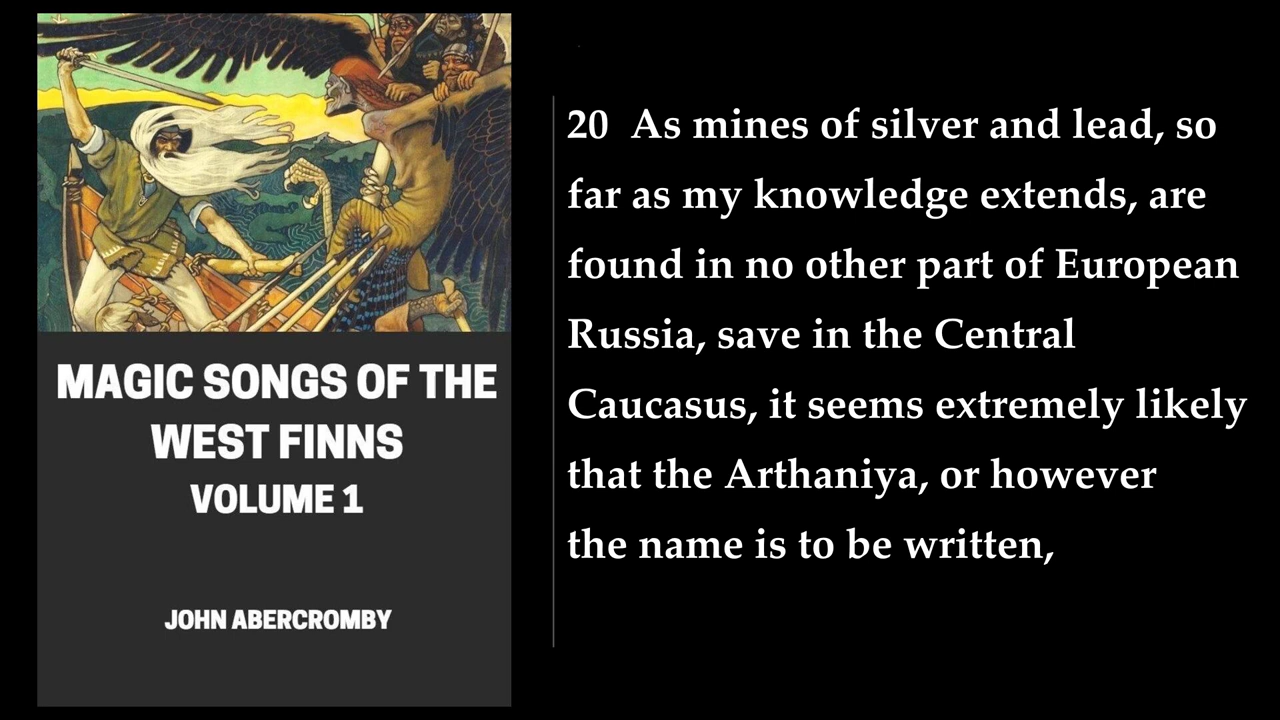 MAGIC SONGS OF THE
WEST FINNS
VOLUME 1
JOHN ABERCROMBY
20 As mines of silver and lead, so
far as my knowledge extends, are
found in no other part of European
Russia, save in the Central
Caucasus, it seems extremely likely
that the Arthaniya, or however
the name is to be written,